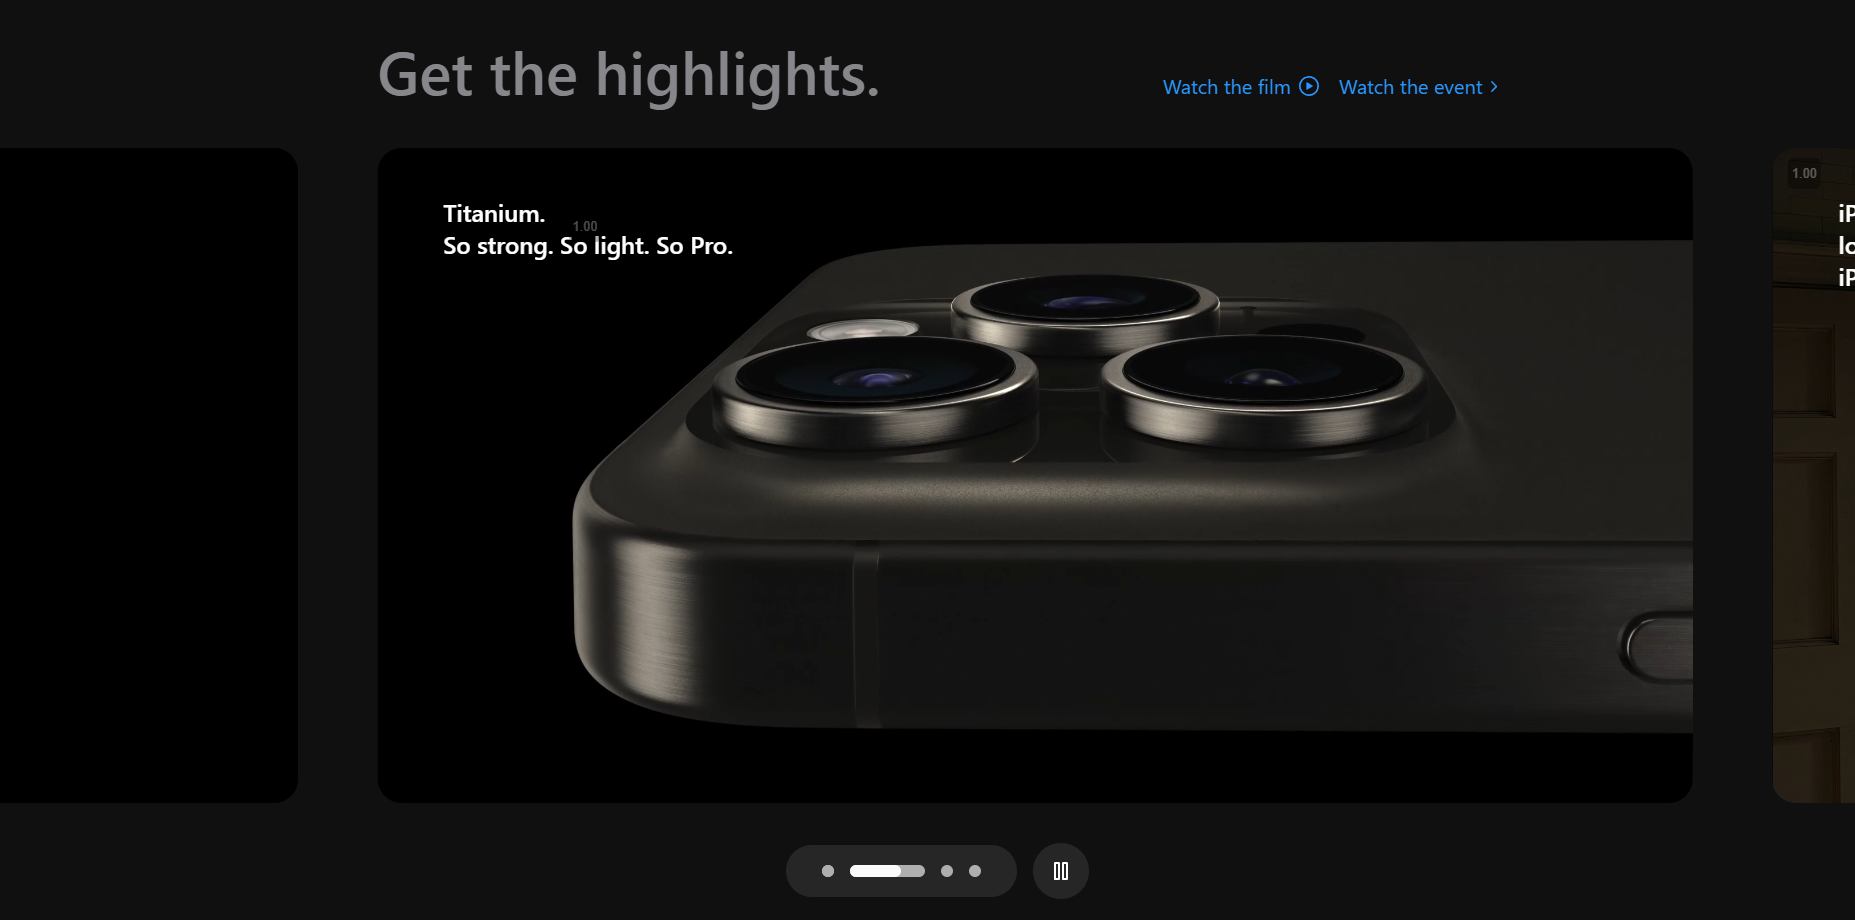 Get the highlights.
Watch the film
Watch the event
Titanium.
1.00
So strong. So light. So Pro.
1.00
iP
lo
iP